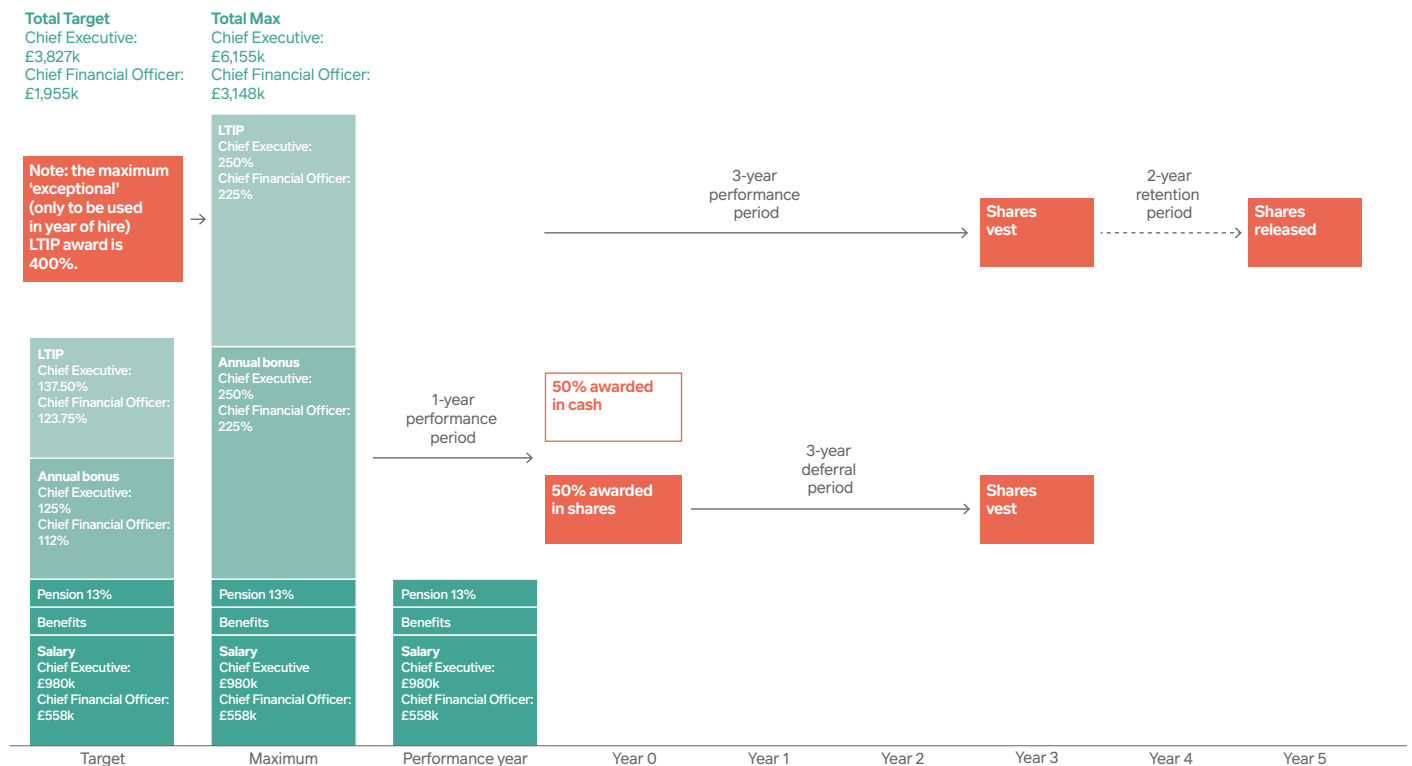 Total Target
Chief Executive:
£3,827k
Chief Financial Officer:
£1,955k
Total Max
Chief Executive:
£6,155k
Chief Financial Officer:
£3,148k
Note: the maximum
‘exceptional’
(only to be used
in year of hire)
LTIP award is
400%.
LTIP
Chief Executive:
137.50%
Chief Financial Officer:
123.75%
Annual bonus
Chief Executive:
125%
Chief Financial Officer:
112%
Pension 13%
Benefits
Salary
Chief Executive:
£980k
Chief Financial Officer:
£558k
LTIP
Chief Executive:
250%
Chief Financial Officer:
225%
Annual bonus
Chief Executive:
250%
Chief Financial Officer:
225%
Pension 13%
Benefits
Salary
Chief Executive
£980k
Chief Financial Officer:
£558k
Pension 13%
Benefits
Salary
Chief Executive:
£980k
Chief Financial Officer:
£558k
1-year
performance
period
3-year
performance
period
Shares
vest
2-year
retention
period
Shares
released
50% awarded
in cash
50% awarded
in shares
3-year
deferral
period
Shares
vest
Target
Maximum
Performance year
Year 0
Year 1
Year 2
Year 3
Year 4
Year 5